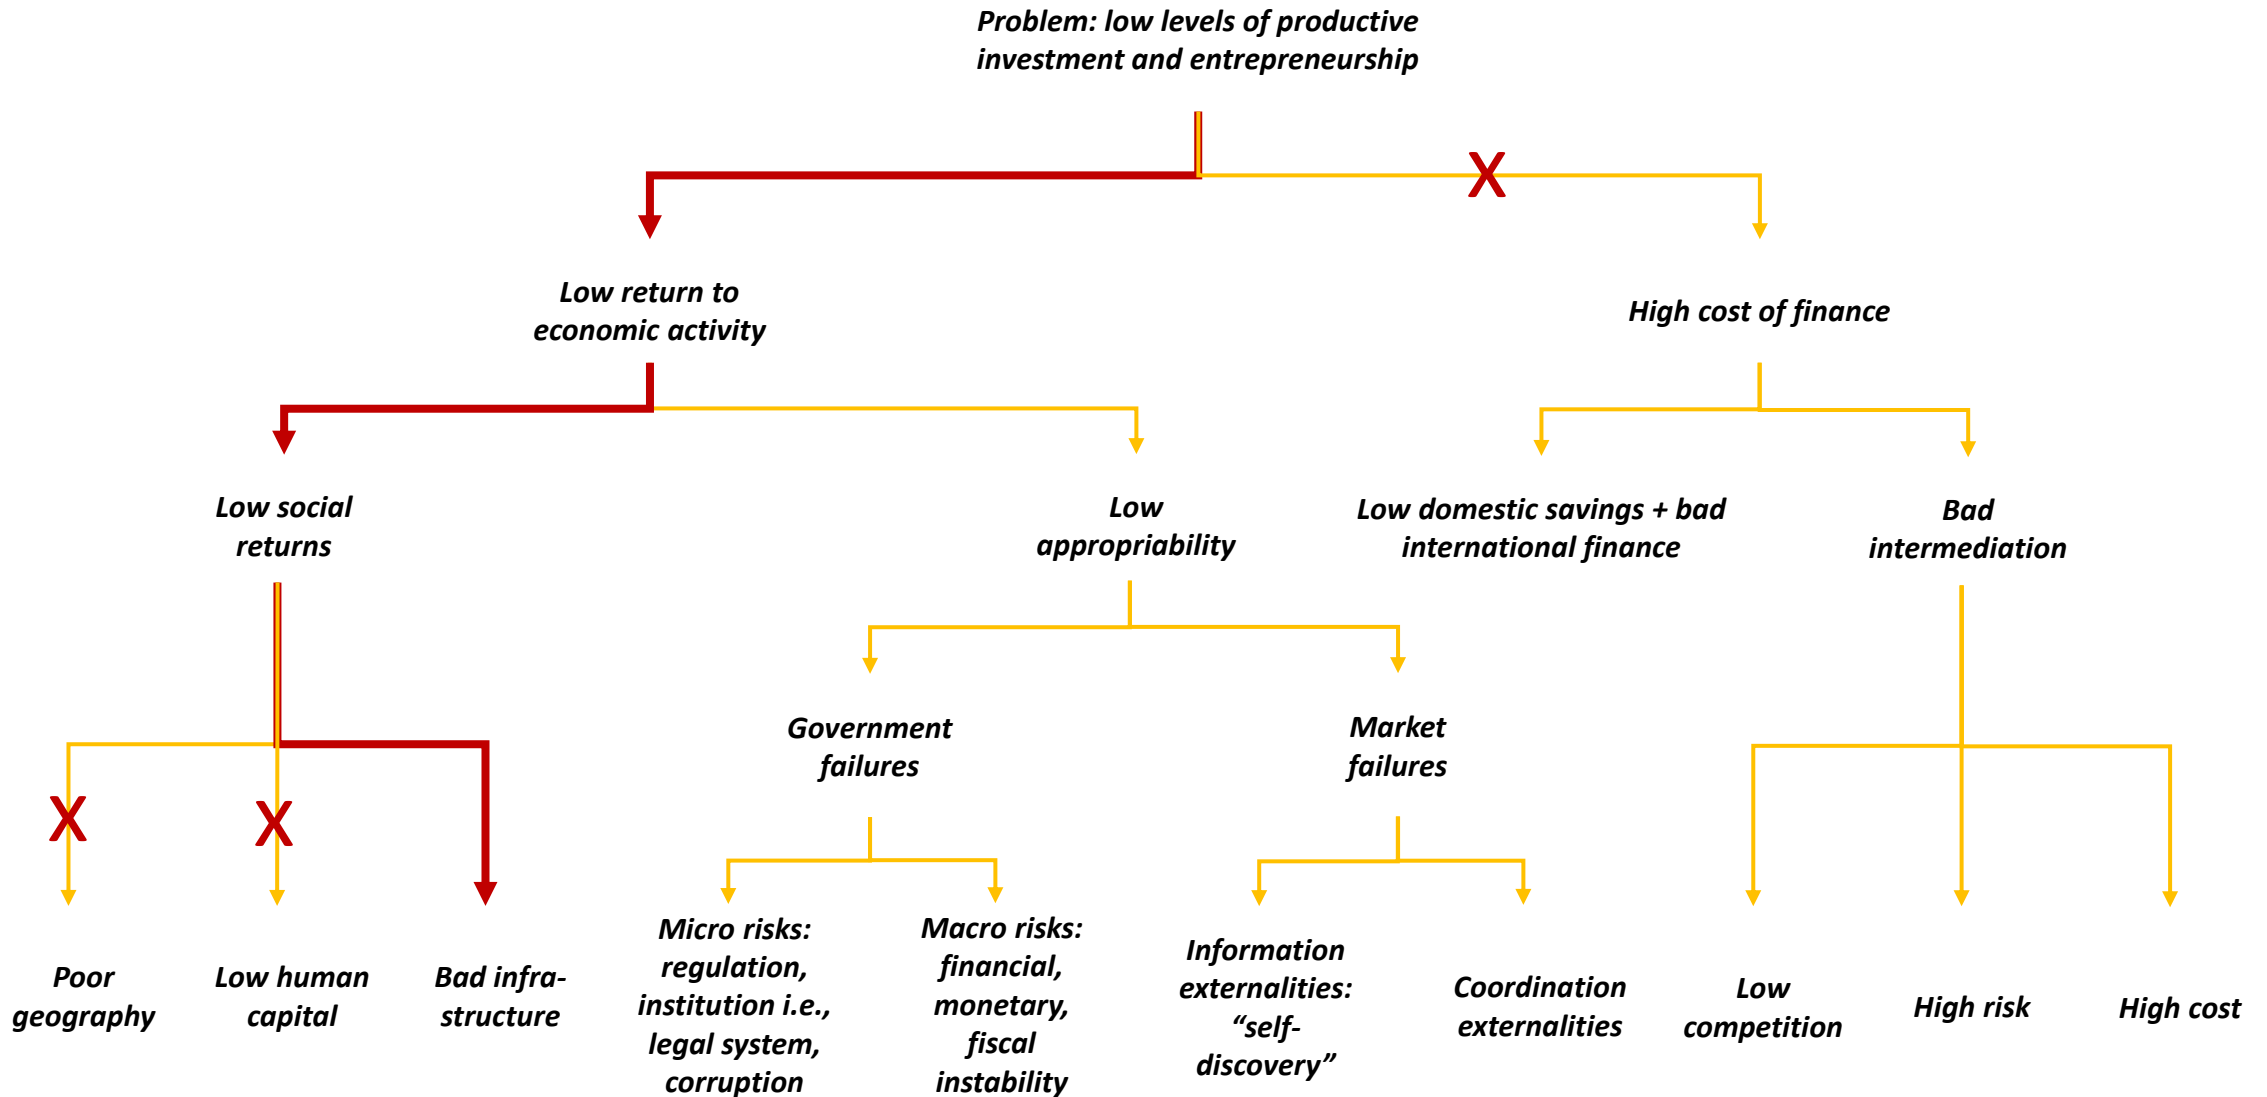 Problem: low levels of productive
investment and entrepreneurship
X
Low return to
economic activity
High cost of finance
Low social
returns
Low
appropriability
Low domestic savings + bad
international finance
Bad
intermediation
Government
failures
Market
failures
X
X
Poor
geography
Low human
capital
Bad infra-
structure
Micro risks:
regulation,
institution i.e.,
legal system,
corruption
Macro risks:
financial,
monetary,
fiscal
instability
Information
externalities:
“self-
discovery”
Coordination
externalities
Low
competition
High risk
High cost